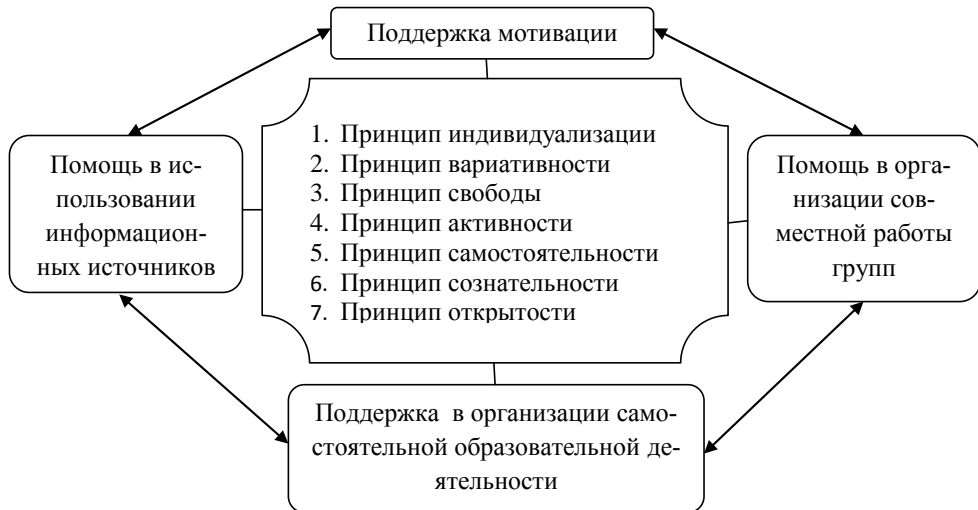 Поддержка мотивации
Помощь в ис-
пользовании
информацион-
ных источников
1. Принцип индивидуализации
2. Принцип вариативности
3. Принцип свободы
4. Принцип активности
5. Принцип самостоятельности
6. Принцип сознательности
7. Принцип открытости
Помощь в орга-
низации сов-
местной работы
групп
Поддержка в организации само-
стоятельной образовательной де-
ятельности